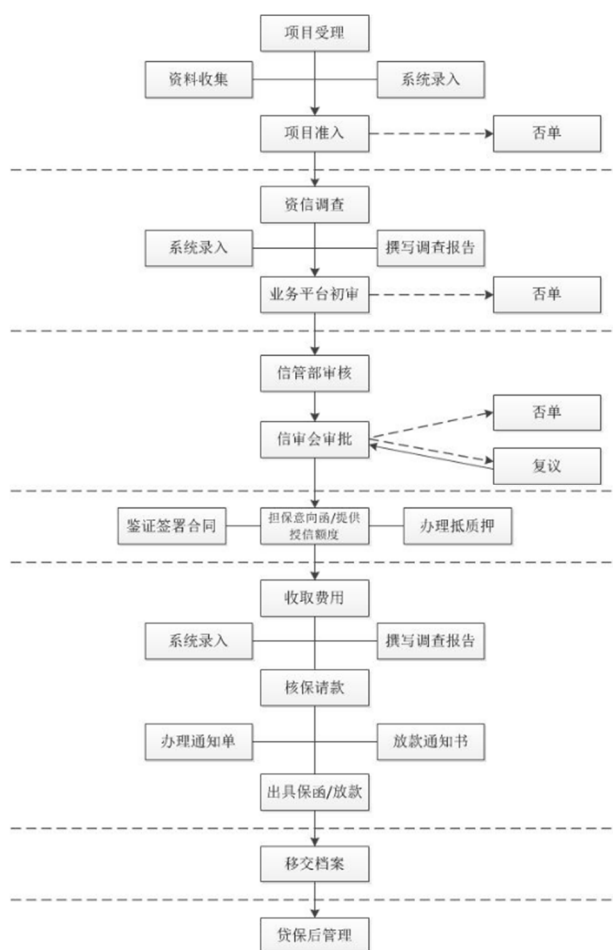 项目受理
资料收集
系统录入
项目准入
否单
资信调查
系统录入
撰写调查报告
业务平台初审
否单
信管部审核
否单
信审会审批
复议
鉴证签署合同
担保意向函/提供
授信额度
办理抵质押
收取费用
系统录入
撰写调查报告
核保请款
办理通知单
放款通知书
出具保函/放款
移交档案
贷保后管理